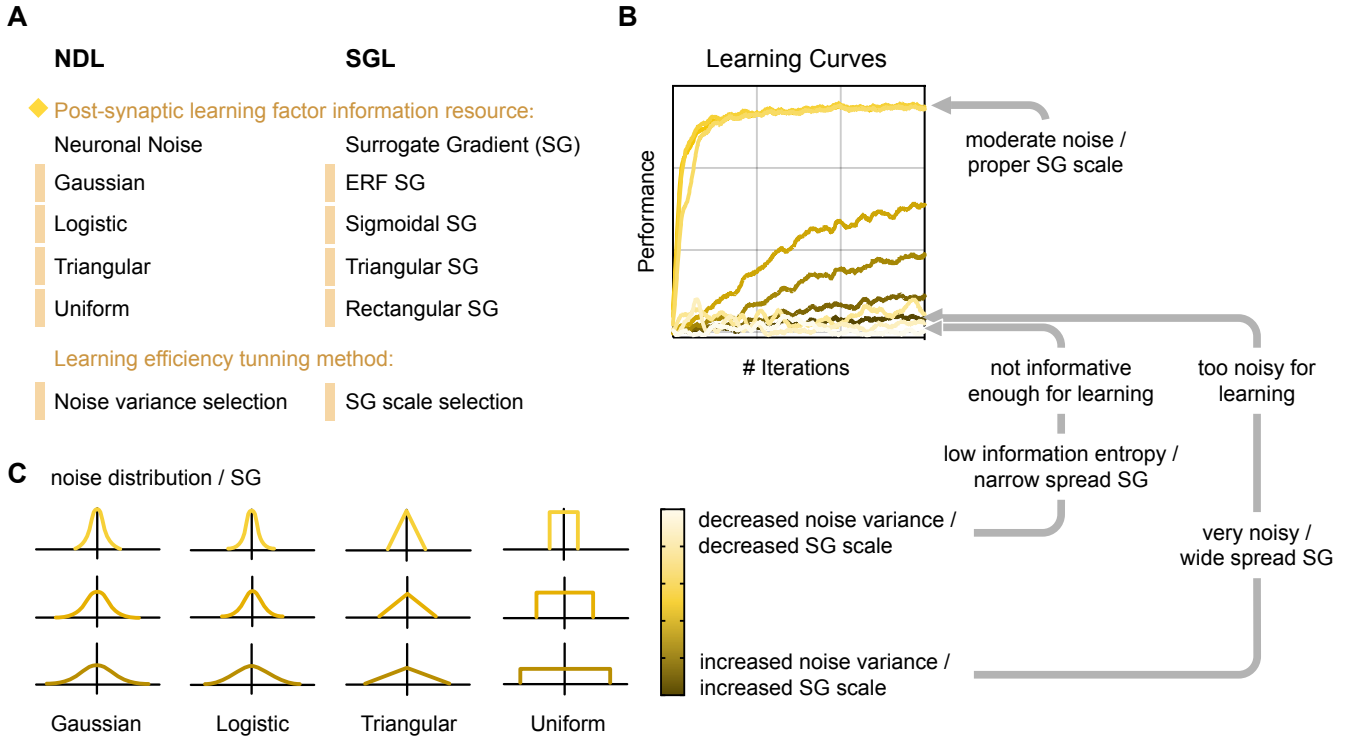 A
NDL
SGL
Post-synaptic learning factor information resource:
Neuronal Noise
Surrogate Gradient (SG)
Gaussian
ERF SG
Logistic
Sigmoidal SG
Triangular
Triangular SG
Uniform
Rectangular SG
Learning efficiency tunning method:
Noise variance selection
SG scale selection
B
Learning Curves
Performance
# Iterations
moderate noise /
proper SG scale
not informative
enough for learning
too noisy for
learning
low information entropy /
narrow spread SG
very noisy /
wide spread SG
C
noise distribution / SG
decreased noise variance /
decreased SG scale
increased noise variance /
increased SG scale
Gaussian
Logistic
Triangular
Uniform